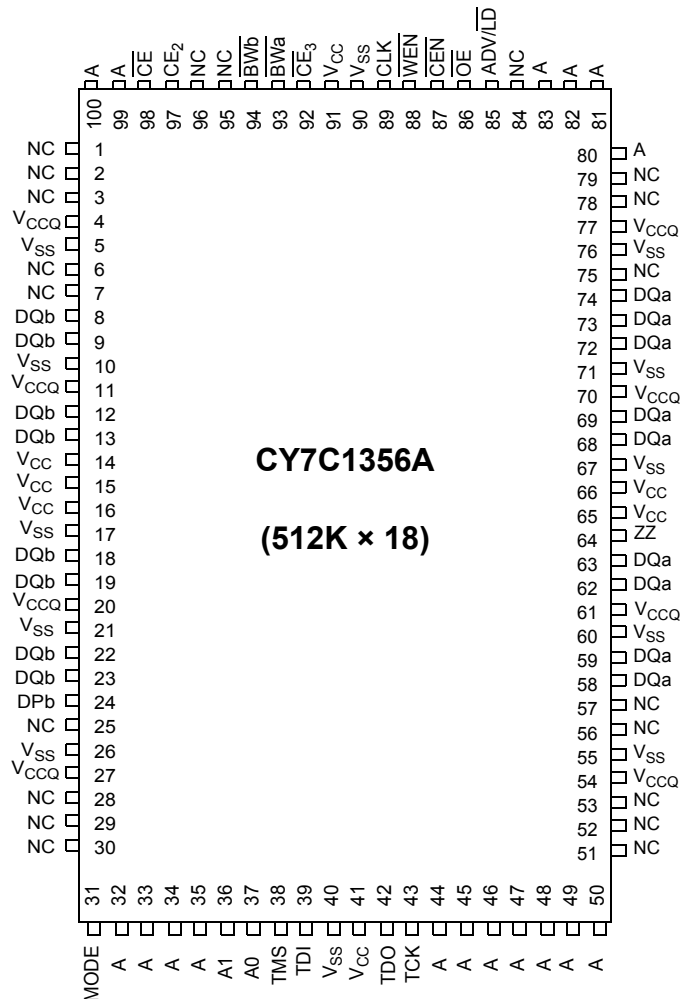 A A CE CE2 NC NC BWb BWa CE3 VCC VSS CLK WEN CEN OE ADV/LD NC A A A
100 99 98 97 96 95 94 93 92 91 90 89 88 87 86 85 84 83 82 81
NC 1
NC 2
NC 3
VCCQ 4
VSS 5
NC 6
NC 7
DQb 8
DQb 9
VSS 10
VCCQ 11
DQb 12
DQb 13
VCC 14
VCC 15
VCC 16
VSS 17
DQb 18
DQb 19
VCCQ 20
VSS 21
DQb 22
DQb 23
DPb 24
NC 25
VSS 26
VCCQ 27
NC 28
NC 29
NC 30
CY7C1356A
(512K × 18)
80 A
79 NC
78 NC
77 VCCQ
76 VSS
75 NC
74 DQa
73 DQa
72 DQa
71 VSS
70 VCCQ
69 DQa
68 DQa
67 VSS
66 VCC
65 VCC
64 ZZ
63 DQa
62 DQa
61 VCCQ
60 VSS
59 DQa
58 DQa
57 NC
56 NC
55 VSS
54 VCCQ
53 NC
52 NC
51 NC
31 32 33 34 35 36 37 38 39 40 41 42 43 44 45 46 47 48 49 50
MODE A A A A A1 A0 TMS TDI VSS VCC TDO TCK A A A A A A A